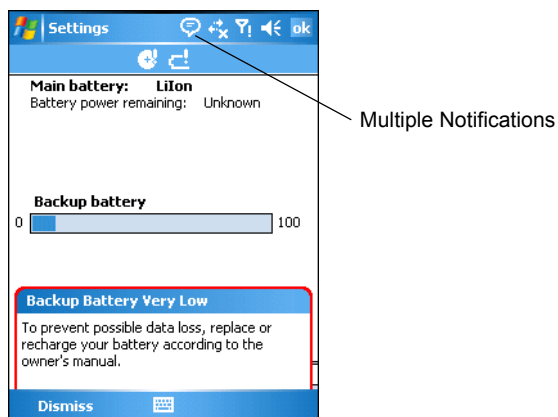 Settings ok
Main battery: LiIon
Battery power remaining: Unknown
Multiple Notifications
Backup battery
0 100
Backup Battery Very Low
To prevent possible data loss, replace or
recharge your battery according to the
owner's manual.
Dismiss